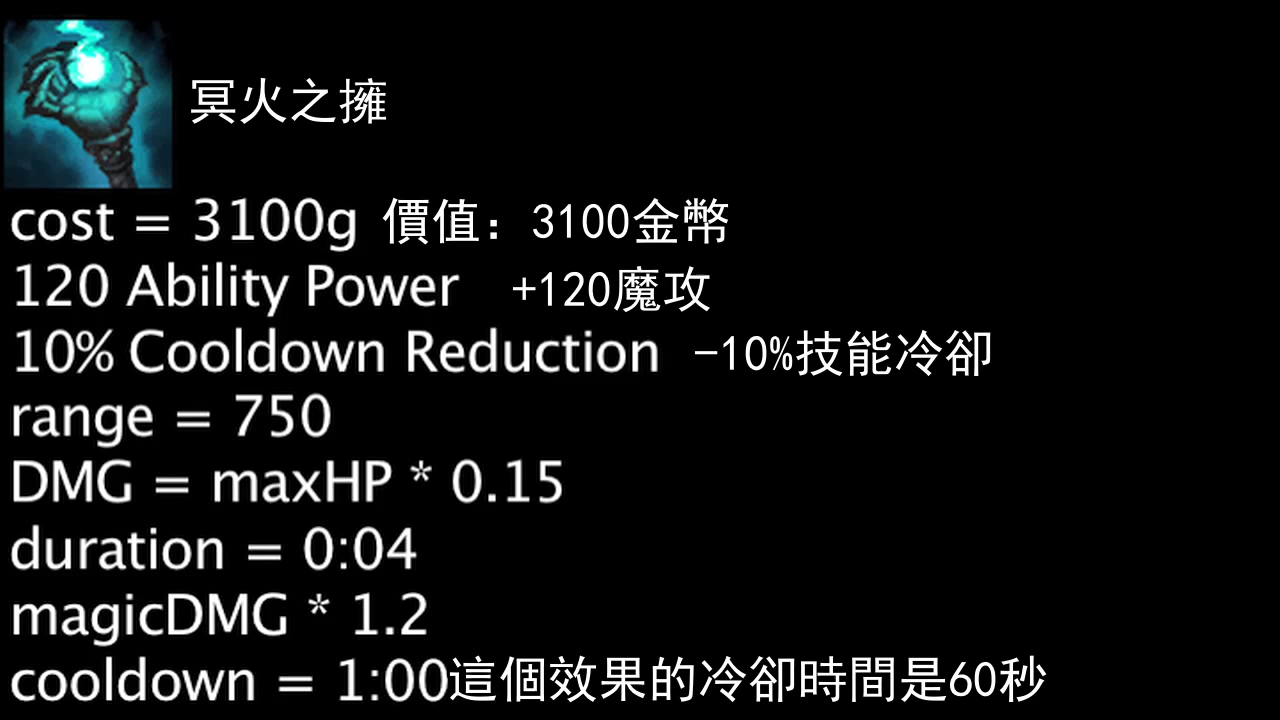 冥火之擁
cost = 3100g 價值：3100金幣
120 Ability Power +120魔攻
10% Cooldown Reduction -10%技能冷卻
range = 750
DMG = maxHP * 0.15
duration = 0:04
magicDMG * 1.2
cooldown = 1:00這個效果的冷卻時間是60秒